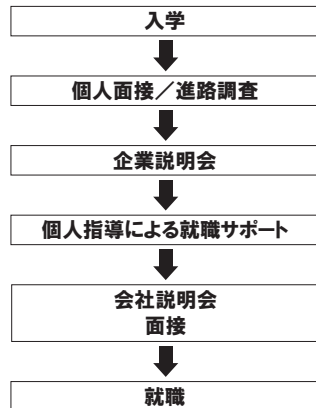 入学
個人面接／進路調査
企業説明会
個人指導による就職サポート
会社説明会
面接
就職